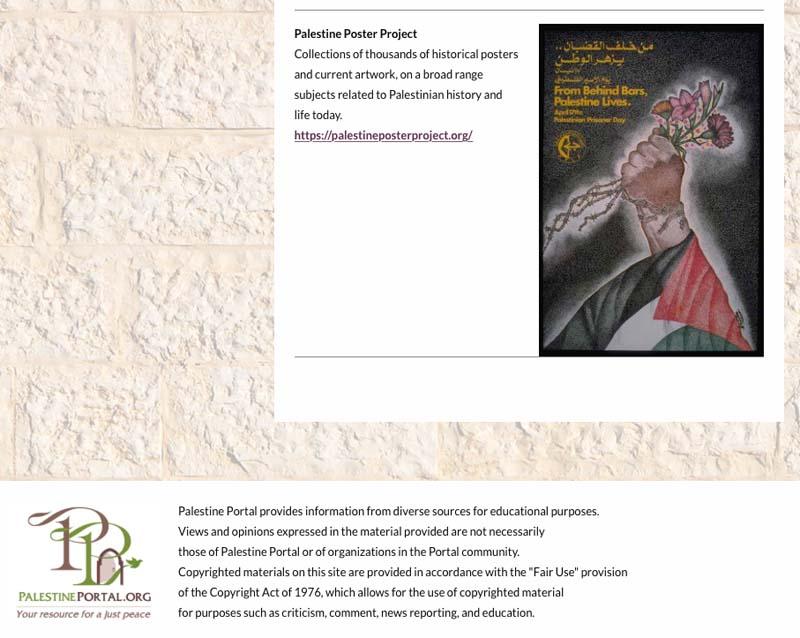 Palestine Poster Project
Collections of thousands of historical posters
and current artwork, on a broad range
subjects related to Palestinian history and
life today.
https://palestineposterproject.org/
من خلف القضبان..
يزهر الوطن
From Behind Bars,
Palestine Lives.
April 17th
Palestinian Prisoner Day
PALESTINEPORTAL.ORG
Your resource for a just peace
Palestine Portal provides information from diverse sources for educational purposes.
Views and opinions expressed in the material provided are not necessarily
those of Palestine Portal or of organizations in the Portal community.
Copyrighted materials on this site are provided in accordance with the "Fair Use" provision
of the Copyright Act of 1976, which allows for the use of copyrighted material
for purposes such as criticism, comment, news reporting, and education.